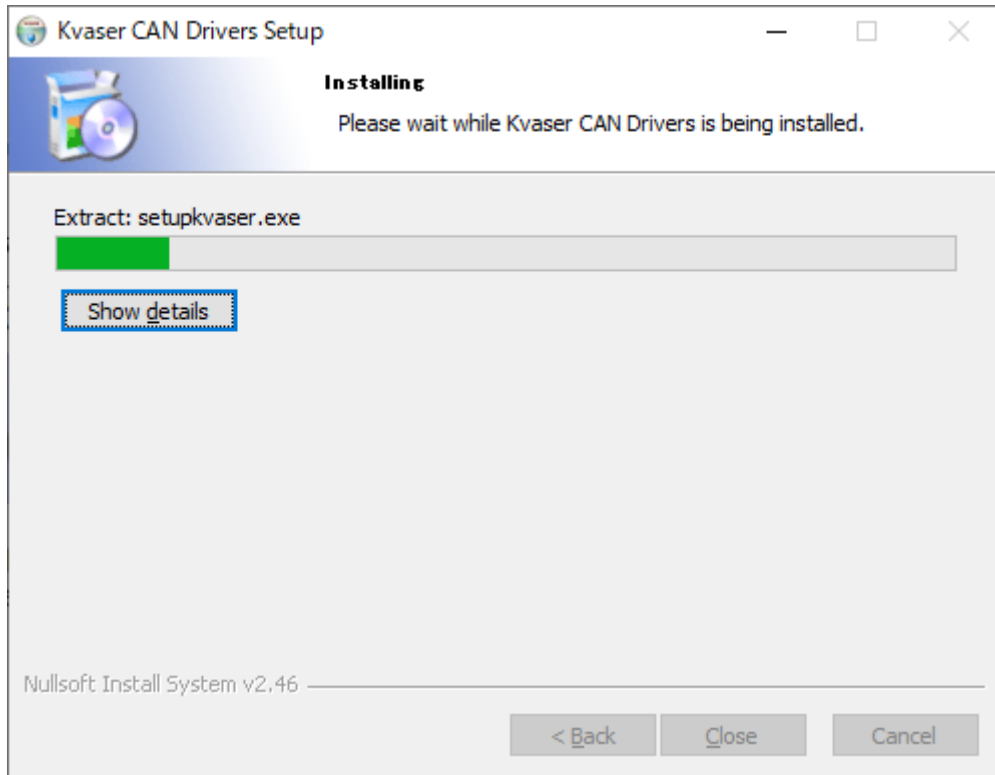 Kvaser CAN Drivers Setup
Installing
Please wait while Kvaser CAN Drivers is being installed.
Extract: setupkvaser.exe
Show details
Nullsoft Install System v2.46
< Back Close Cancel